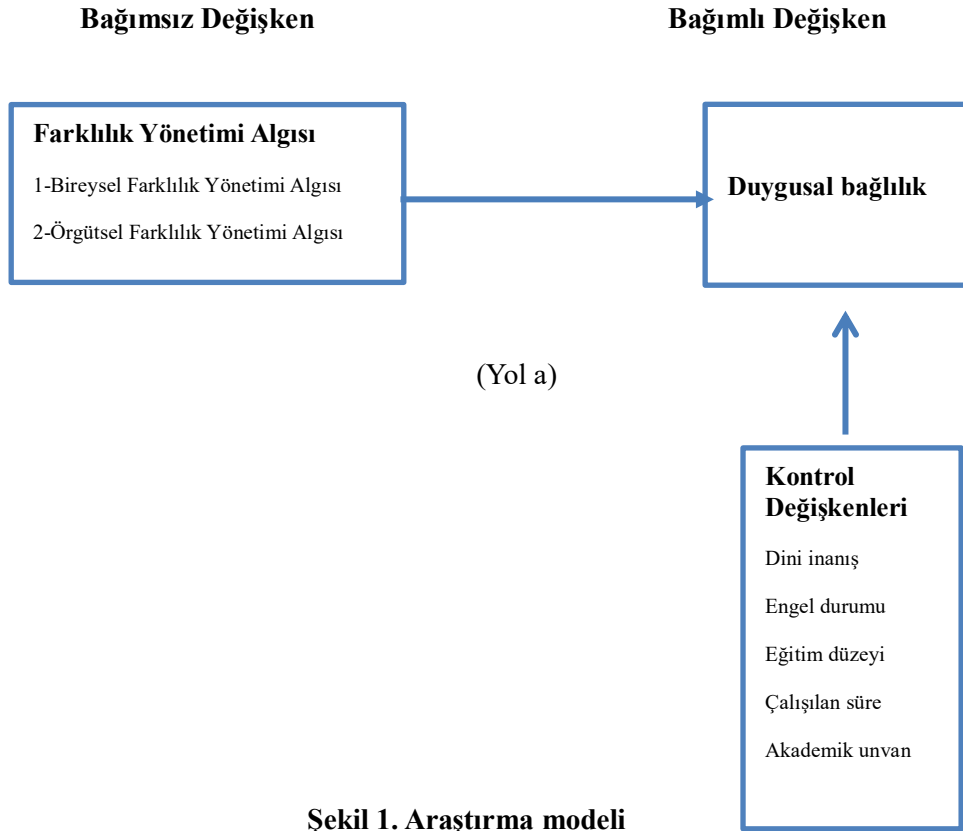 Bağımsız Değişken
Bağımlı Değişken
Farklılık Yönetimi Algısı
1-Bireysel Farklılık Yönetimi Algısı
2-Örgütsel Farklılık Yönetimi Algısı
Duygusal bağlılık
(Yol a)
Kontrol
Değişkenleri
Dini inanış
Engel durumu
Eğitim düzeyi
Çalışılan süre
Akademik unvan
Şekil 1. Araştırma modeli